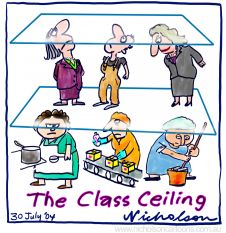 The Class Ceiling
30 July '04
Nicholson
www.nicholsoncartoons.com.au